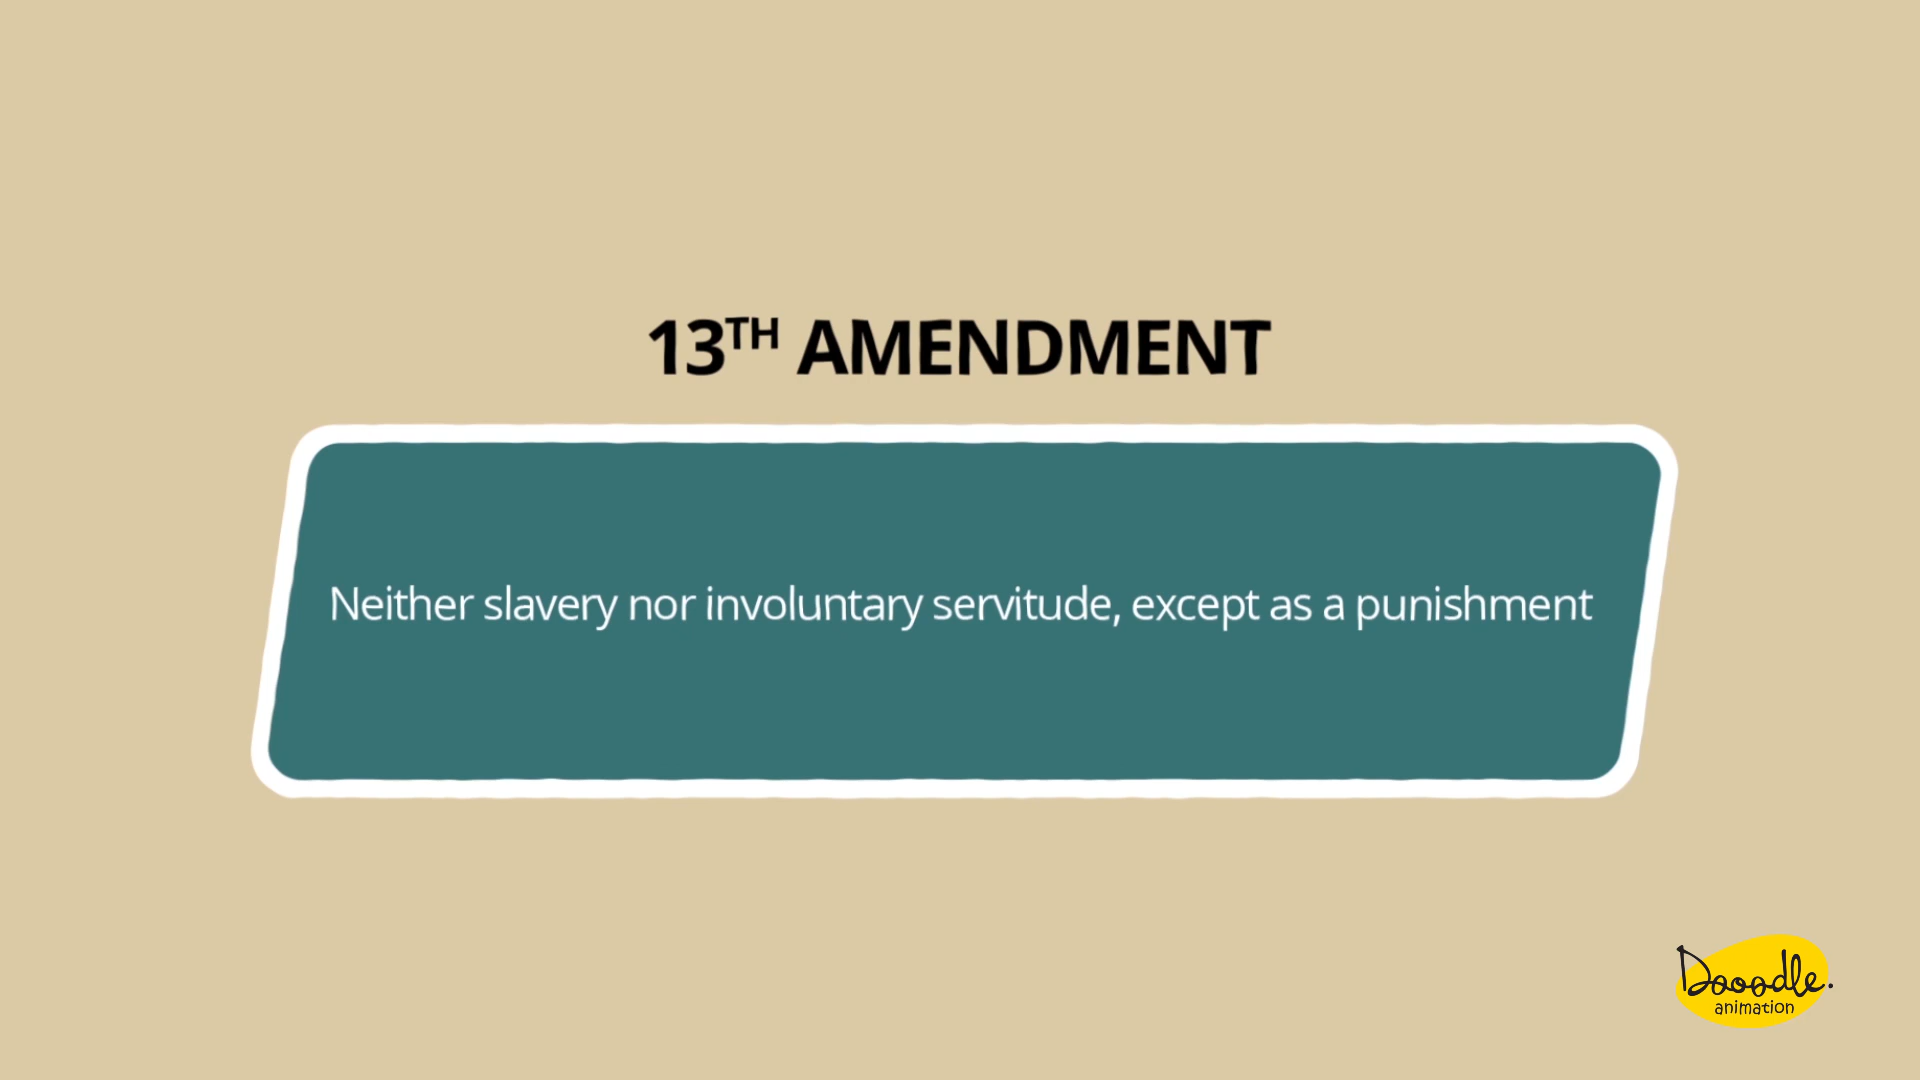 13TH AMENDMENT
Neither slavery nor involuntary servitude, except as a punishment
Dooodle.
animation